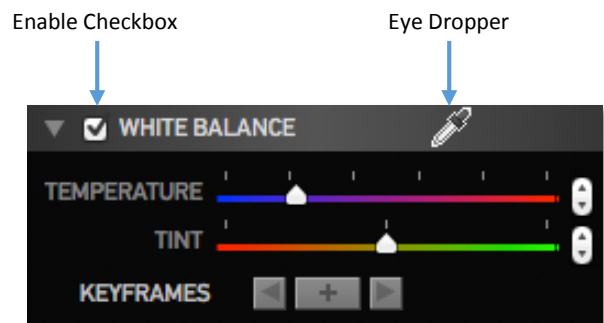 Enable Checkbox Eye Dropper
WHITE BALANCE
TEMPERATURE
TINT
KEYFRAMES